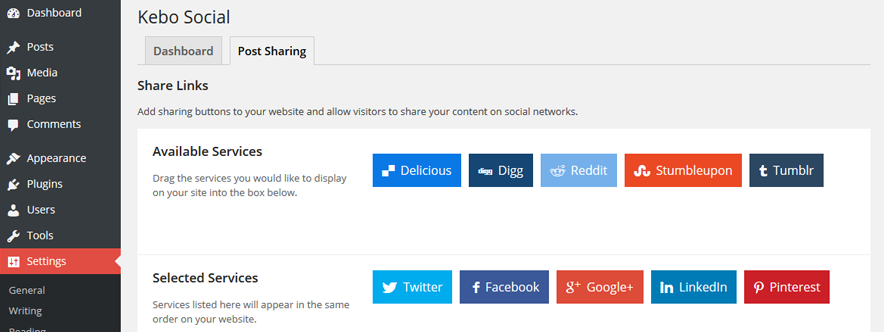 Dashboard
Posts
Media
Pages
Comments
Appearance
Plugins
Users
Tools
Settings
General
Writing
Reading
Kebo Social
Dashboard
Post Sharing
Share Links
Add sharing buttons to your website and allow visitors to share your content on social networks.
Available Services
Drag the services you would like to display
on your site into the box below.
Delicious
digg Digg
Reddit
Stumbleupon
Tumblr
Selected Services
Services listed here will appear in the same
order on your website.
Twitter
Facebook
Google+
LinkedIn
Pinterest